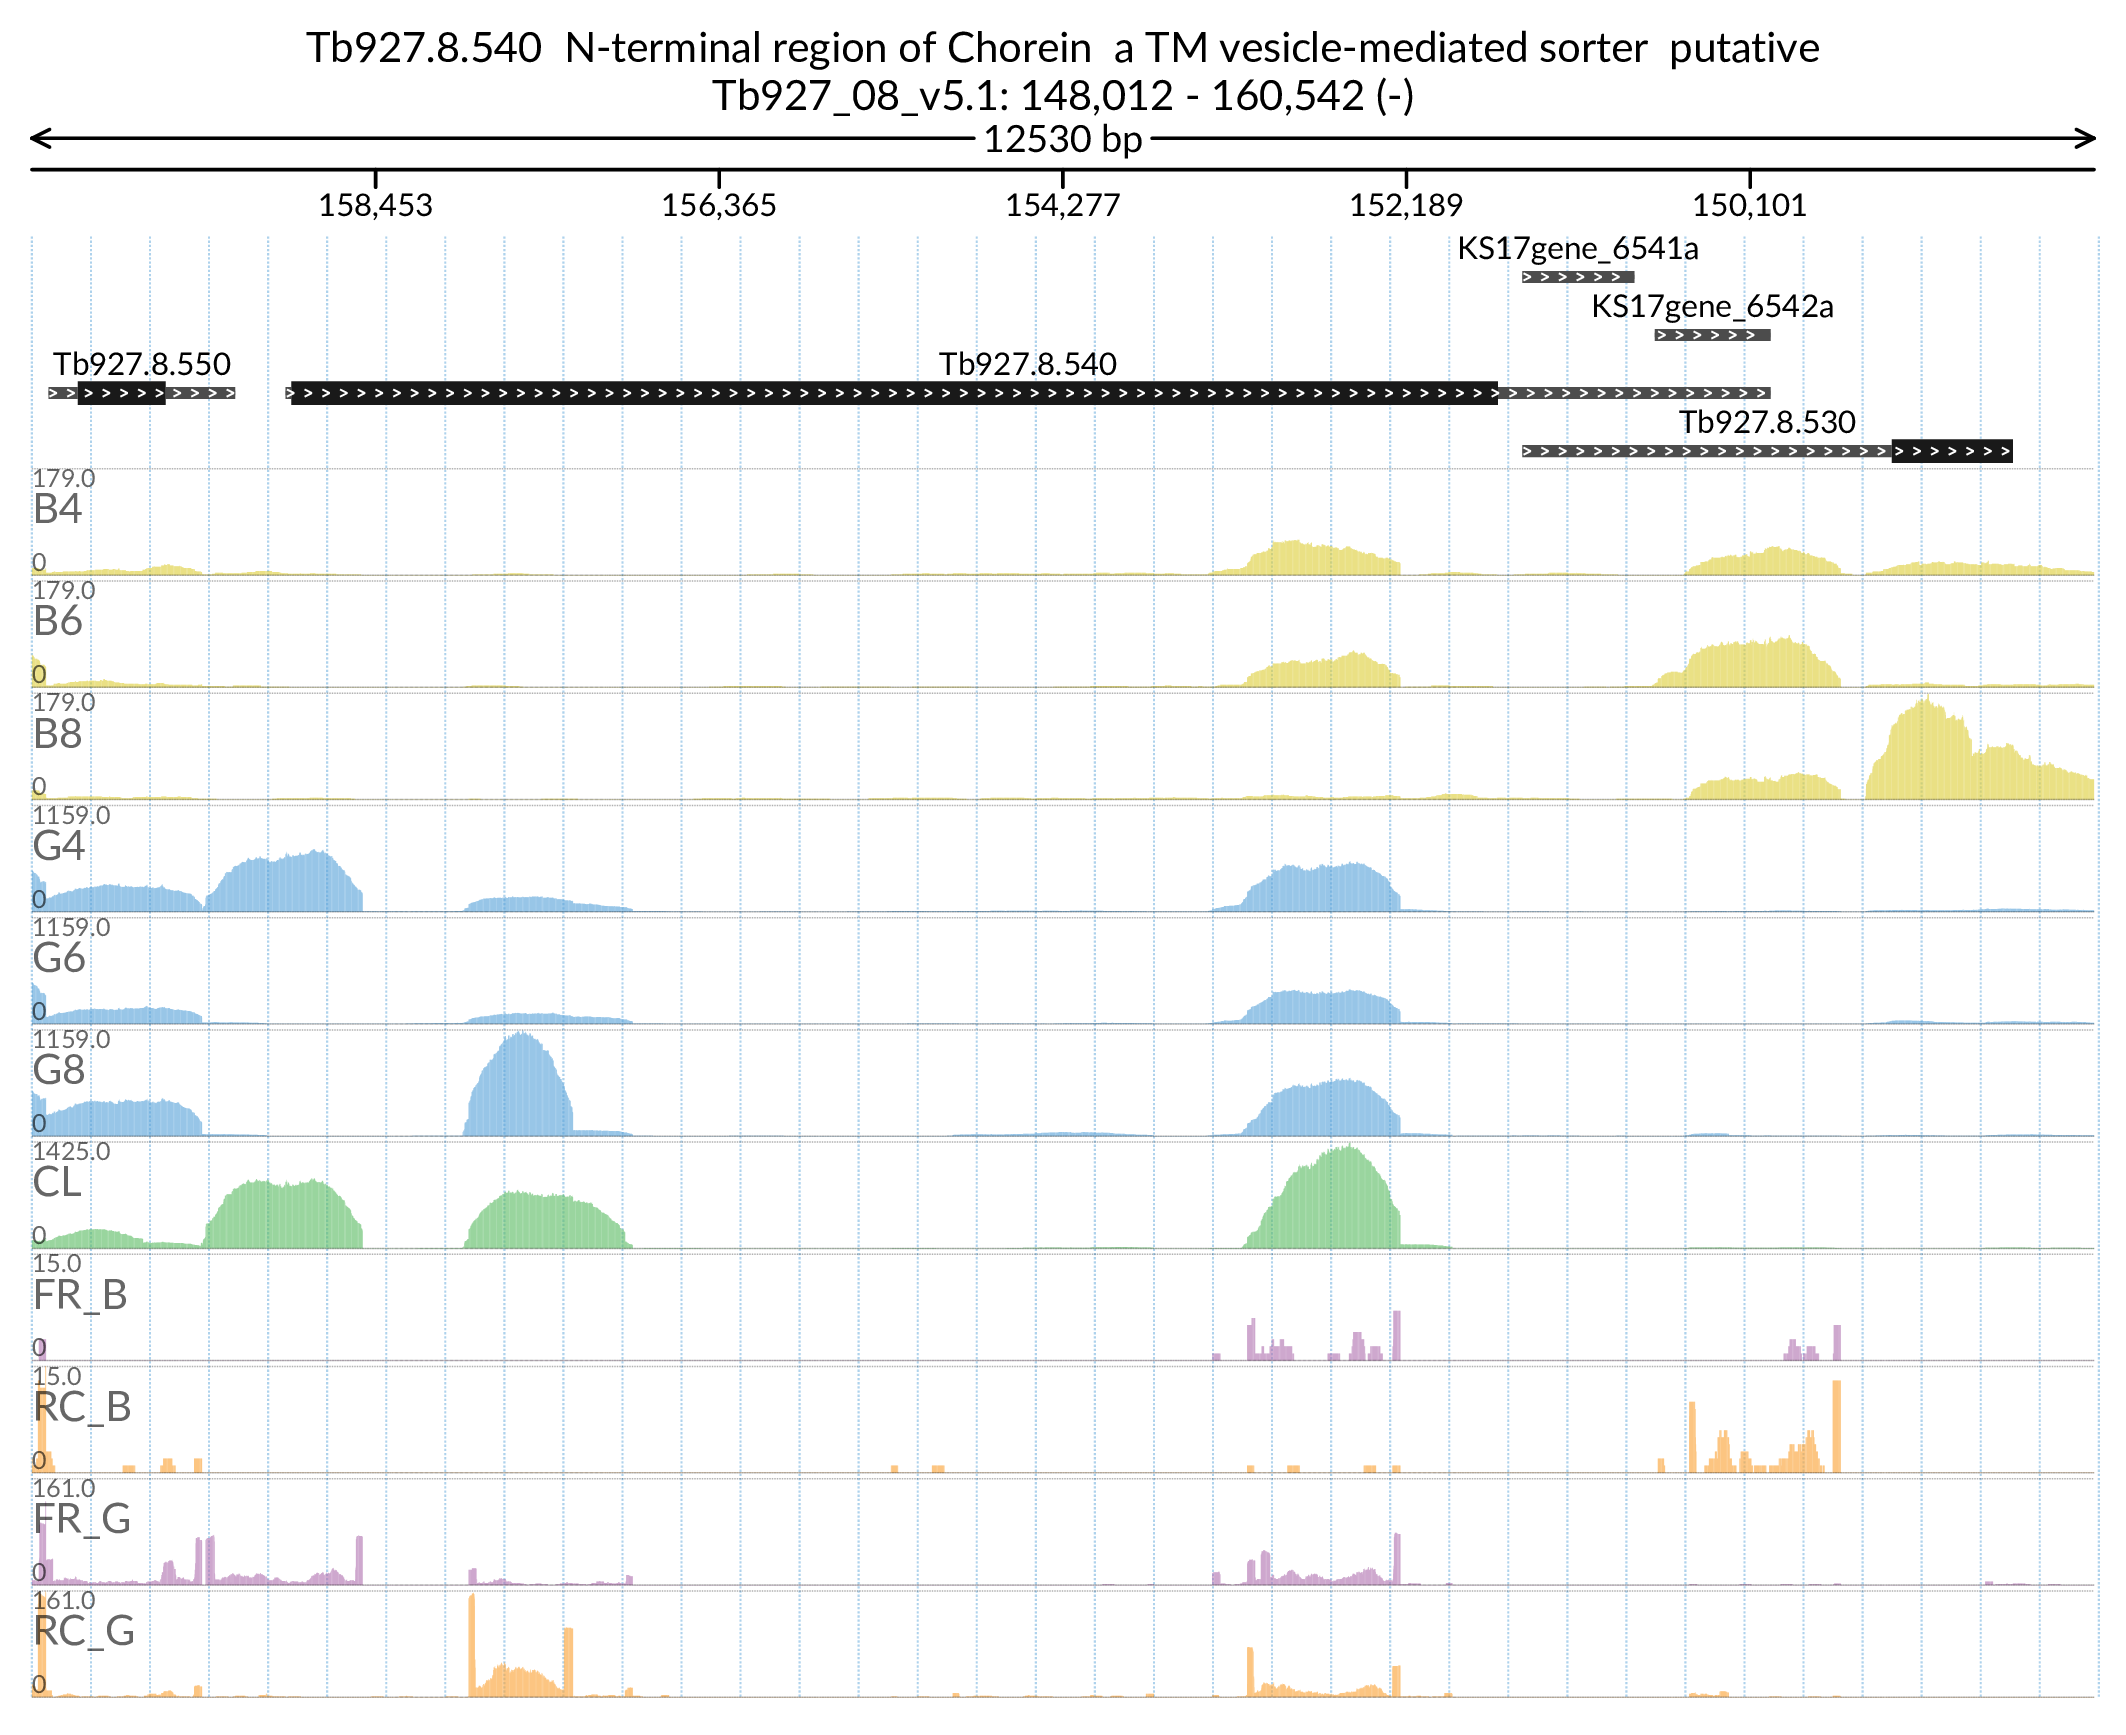 Tb927.8.540  N-terminal region of Chorein  a TM vesicle-mediated sorter  putative
Tb927_08_v5.1: 148,012 - 160,542 (-)
12530 bp
158,453 156,365 154,277 152,189 150,101
KS17gene_6541a
KS17gene_6542a
Tb927.8.550 Tb927.8.540
Tb927.8.530
179.0
B4
0
179.0
B6
0
179.0
B8
0
1159.0
G4
0
1159.0
G6
0
1159.0
G8
0
1425.0
CL
0
15.0
FR_B
0
15.0
RC_B
0
161.0
FR_G
0
161.0
RC_G
0